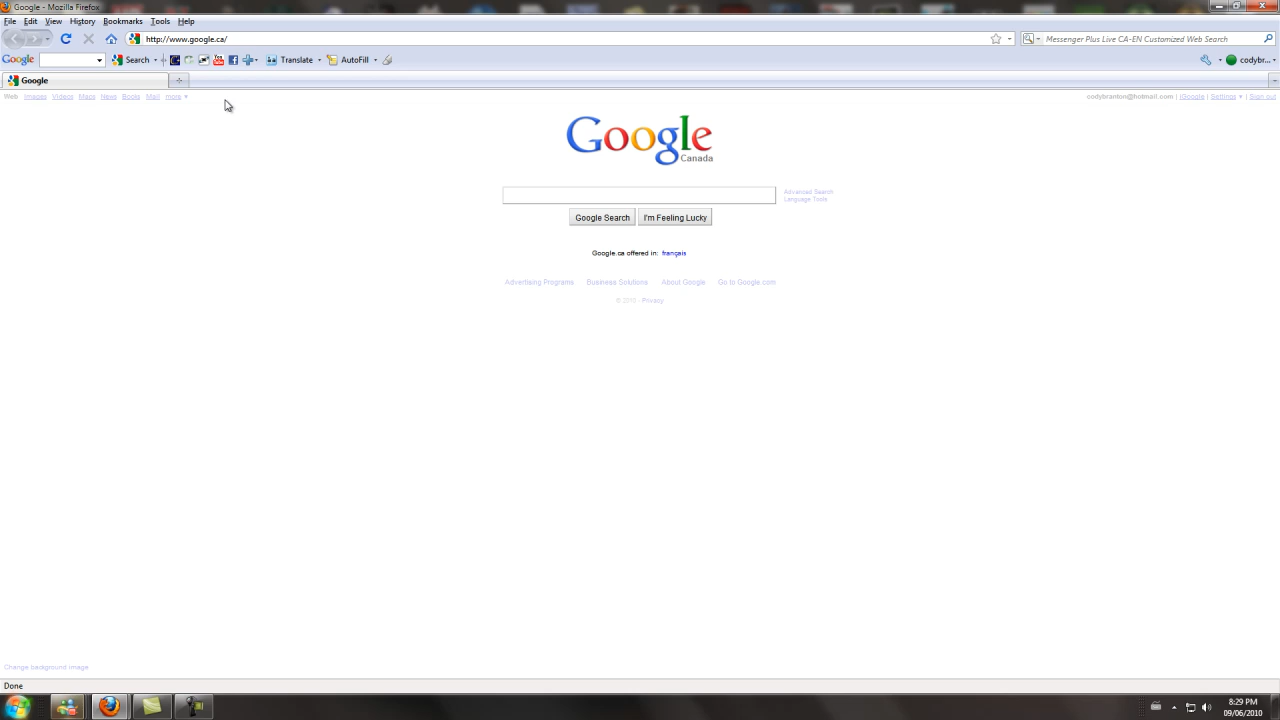 Google - Mozilla Firefox
File Edit View History Bookmarks Tools Help
http://www.google.ca/
Messenger Plus Live CA-EN Customized Web Search
Google Search Translate AutoFill codybr...
Google
Web Images Videos Maps News Books Mail more ▼
codybranton@hotmail.com | iGoogle | Settings ▼ | Sign out
Google
Canada
Advanced Search
Language Tools
Google Search I'm Feeling Lucky
Google.ca offered in: français
Advertising Programs Business Solutions About Google Go to Google.com
© 2010 - Privacy
Change background image
Done
8:29 PM
09/06/2010